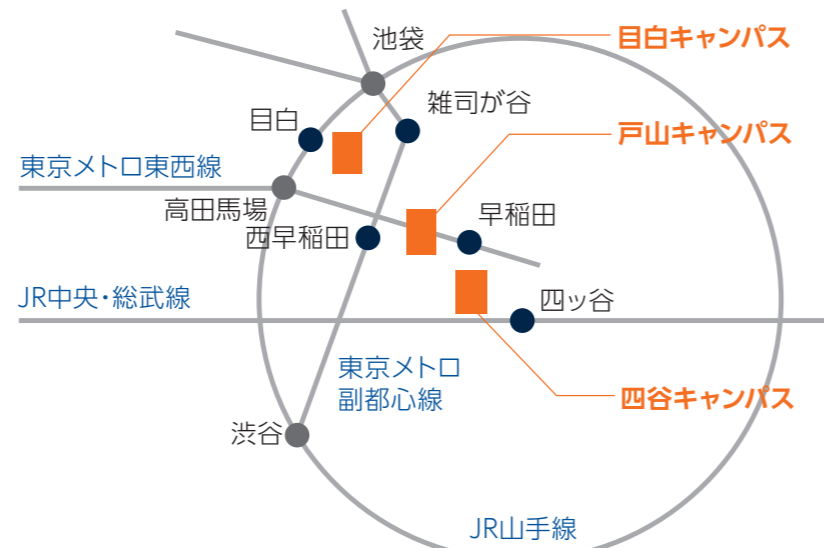 池袋
目白キャンパス
雑司が谷
目白
戸山キャンパス
東京メトロ東西線
高田馬場
早稲田
西早稲田
JR中央・総武線
四ッ谷
東京メトロ
副都心線
四谷キャンパス
渋谷
JR山手線